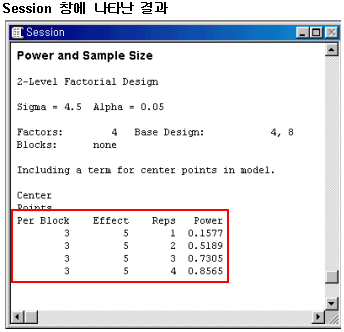 Session 창에 나타난 결과
Session
Power and Sample Size
2-Level Factorial Design
Sigma = 4.5 Alpha = 0.05
Factors: 4 Base Design: 4, 8
Blocks: none
Including a term for center points in model.
Center
Points
Per Block Effect Reps Power
3 5 1 0.1577
3 5 2 0.5189
3 5 3 0.7305
3 5 4 0.8565